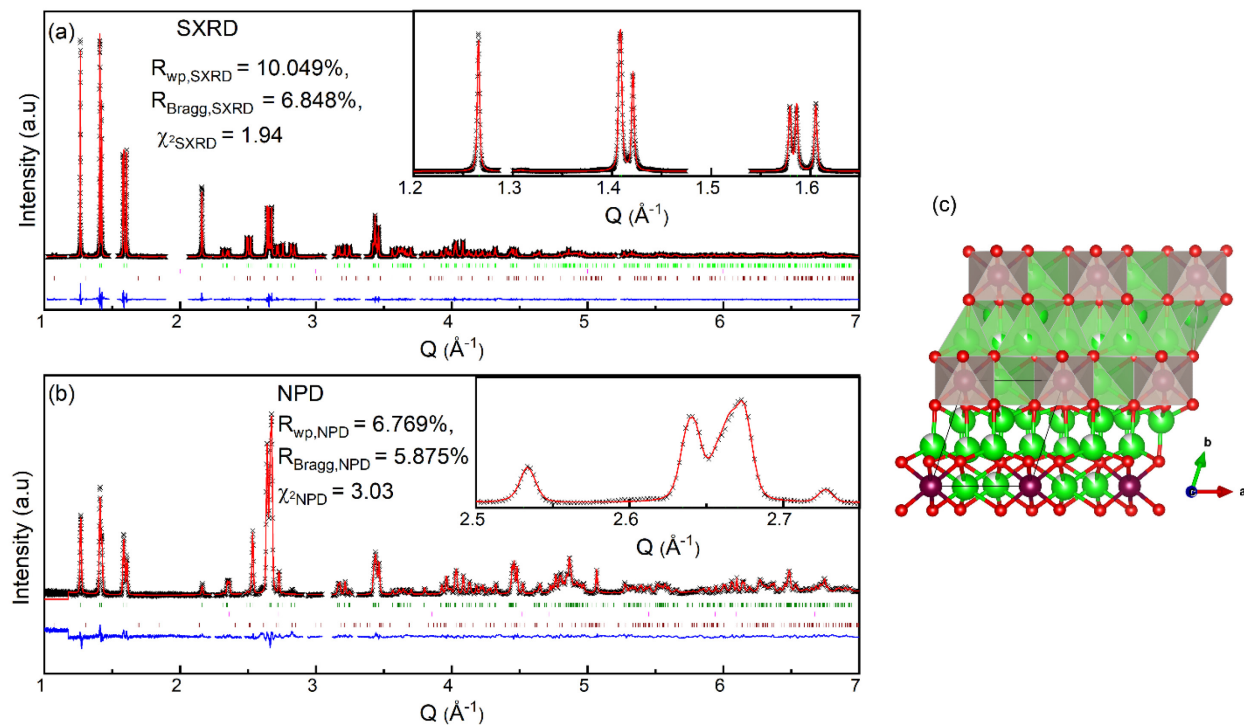 (a)
SXRD
R_wp,SXRD = 10.049%,
R_Bragg,SXRD = 6.848%,
χ²SXRD = 1.94
Intensity (a.u)
1.2 1.3 1.4 1.5 1.6
Q (Å⁻¹)
1 2 3 4 5 6 7
Q (Å⁻¹)
(b)
NPD
R_wp,NPD = 6.769%,
R_Bragg,NPD = 5.875%
χ²NPD = 3.03
Intensity (a.u)
2.5 2.6 2.7
Q (Å⁻¹)
1 2 3 4 5 6 7
Q (Å⁻¹)
(c)
b
a